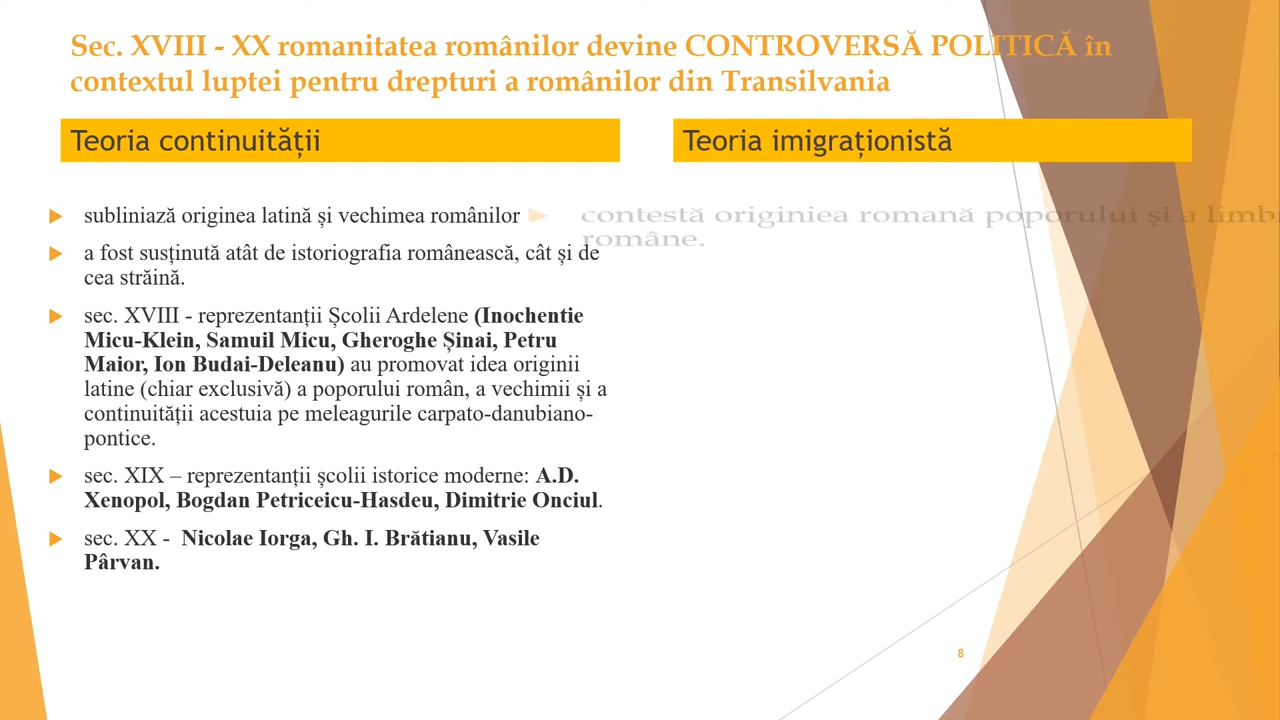 Sec. XVIII - XX romanitatea românilor devine CONTROVERSĂ POLITICĂ în
contextul luptei pentru drepturi a românilor din Transilvania
Teoria continuității
subliniază originea latină și vechimea românilor
a fost susținută atât de istoriografia românească, cât și de
cea străină.
sec. XVIII - reprezentanții Școlii Ardelene (Inochentie
Micu-Klein, Samuil Micu, Gheroghe Șinai, Petru
Maior, Ion Budai-Deleanu) au promovat idea originii
latine (chiar exclusivă) a poporului român, a vechimii și a
continuității acestuia pe meleagurile carpato-danubiano-
pontice.
sec. XIX – reprezentanții școlii istorice moderne: A.D.
Xenopol, Bogdan Petriceicu-Hasdeu, Dimitrie Onciul.
sec. XX - Nicolae Iorga, Gh. I. Brătianu, Vasile
Pârvan.
Teoria imigraționistă
contestă originiea romană poporului și a limb
române.
8